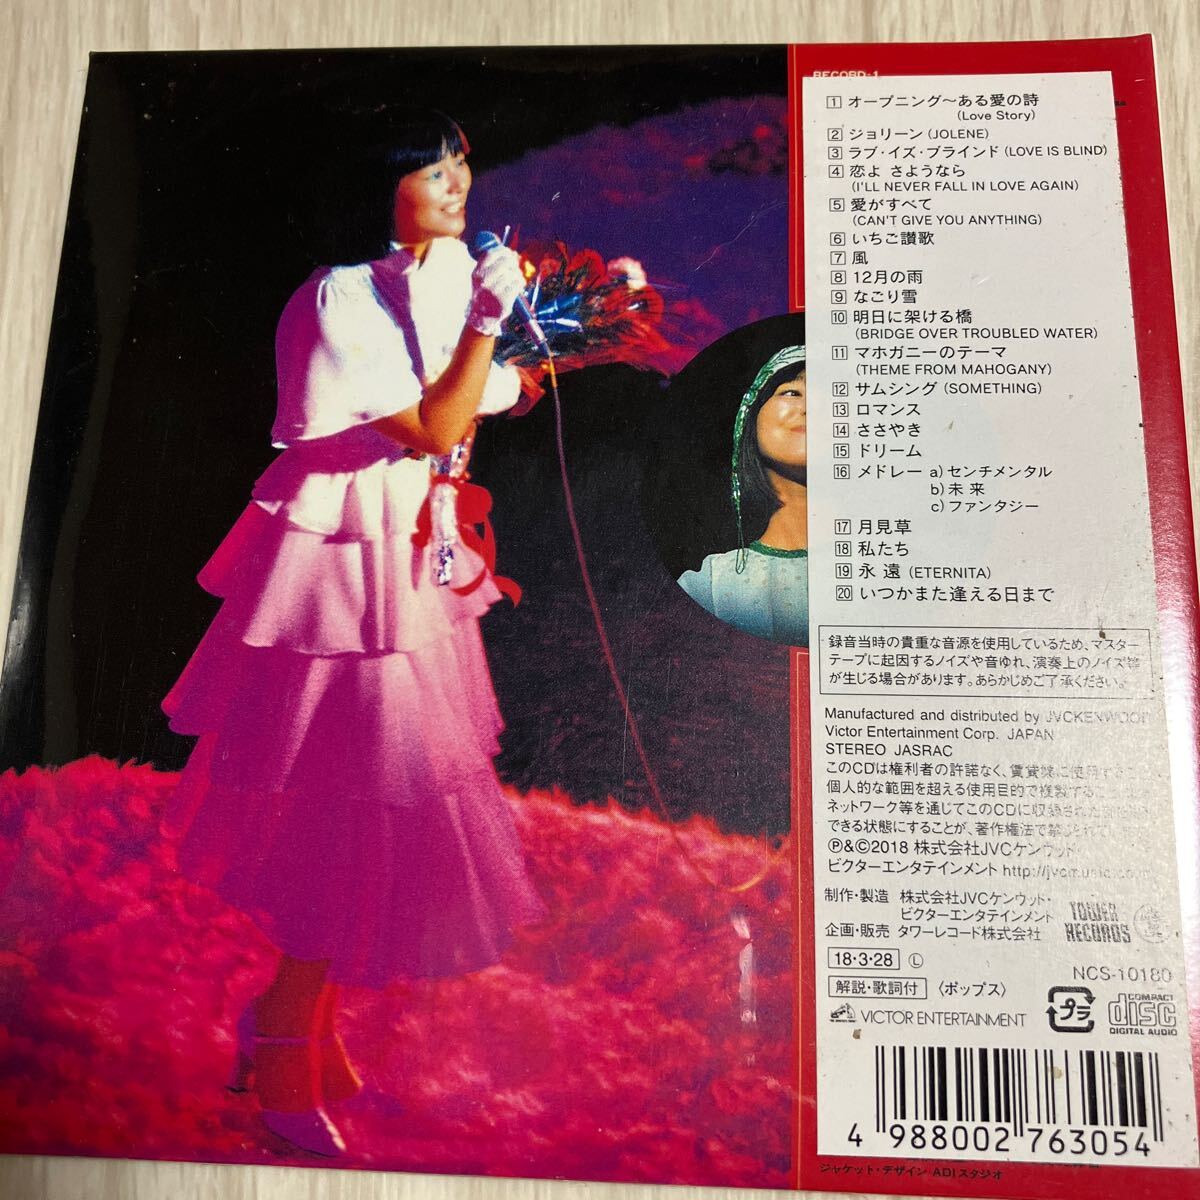 RECORD-1
1 オープニング～ある愛の詩
(Love Story)
2 ジョリーン (JOLENE)
3 ラブ・イズ・ブラインド (LOVE IS BLIND)
4 恋よ さようなら
(I'LL NEVER FALL IN LOVE AGAIN)
5 愛がすべて
(CAN'T GIVE YOU ANYTHING)
6 いちご讃歌
7 風
8 12月の雨
9 なごり雪
10 明日に架ける橋
(BRIDGE OVER TROUBLED WATER)
11 マホガニーのテーマ
(THEME FROM MAHOGANY)
12 サムシング (SOMETHING)
13 ロマンス
14 ささやき
15 ドリーム
16 メドレー a)センチメンタル
b)未 来
c)ファンタジー
17 月見草
18 私たち
19 永 遠 (ETERNITA)
20 いつかまた逢える日まで
録音当時の貴重な音源を使用しているため、マスター
テープに起因するノイズや音ゆれ、演奏上のノイズ等
が生じる場合があります。あらかじめご了承ください。
Manufactured and distributed by JVCKENWOOD
Victor Entertainment Corp. JAPAN
STEREO JASRAC
このCDは権利者の許諾なく、賃貸業に使用すること
個人的な範囲を超える使用目的で複製すること、
ネットワーク等を通じてこのCDに収録された
できる状態にすることが、著作権法で禁じられて
Ⓟ&©2018 株式会社JVCケンウッド・
ビクターエンタテインメント http://jvcmusic.co.jp
制作・製造 株式会社JVCケンウッド・
ビクターエンタテインメント
企画・販売 タワーレコード株式会社
TOWER
RECORDS
18・3・28 Ⓛ
NCS-10180
解説・歌詞付 〈ポップス〉
VICTOR ENTERTAINMENT
プラ
COMPACT
disc
DIGITAL AUDIO
4 988002 763054
ジャケット・デザイン ADIスタジオ